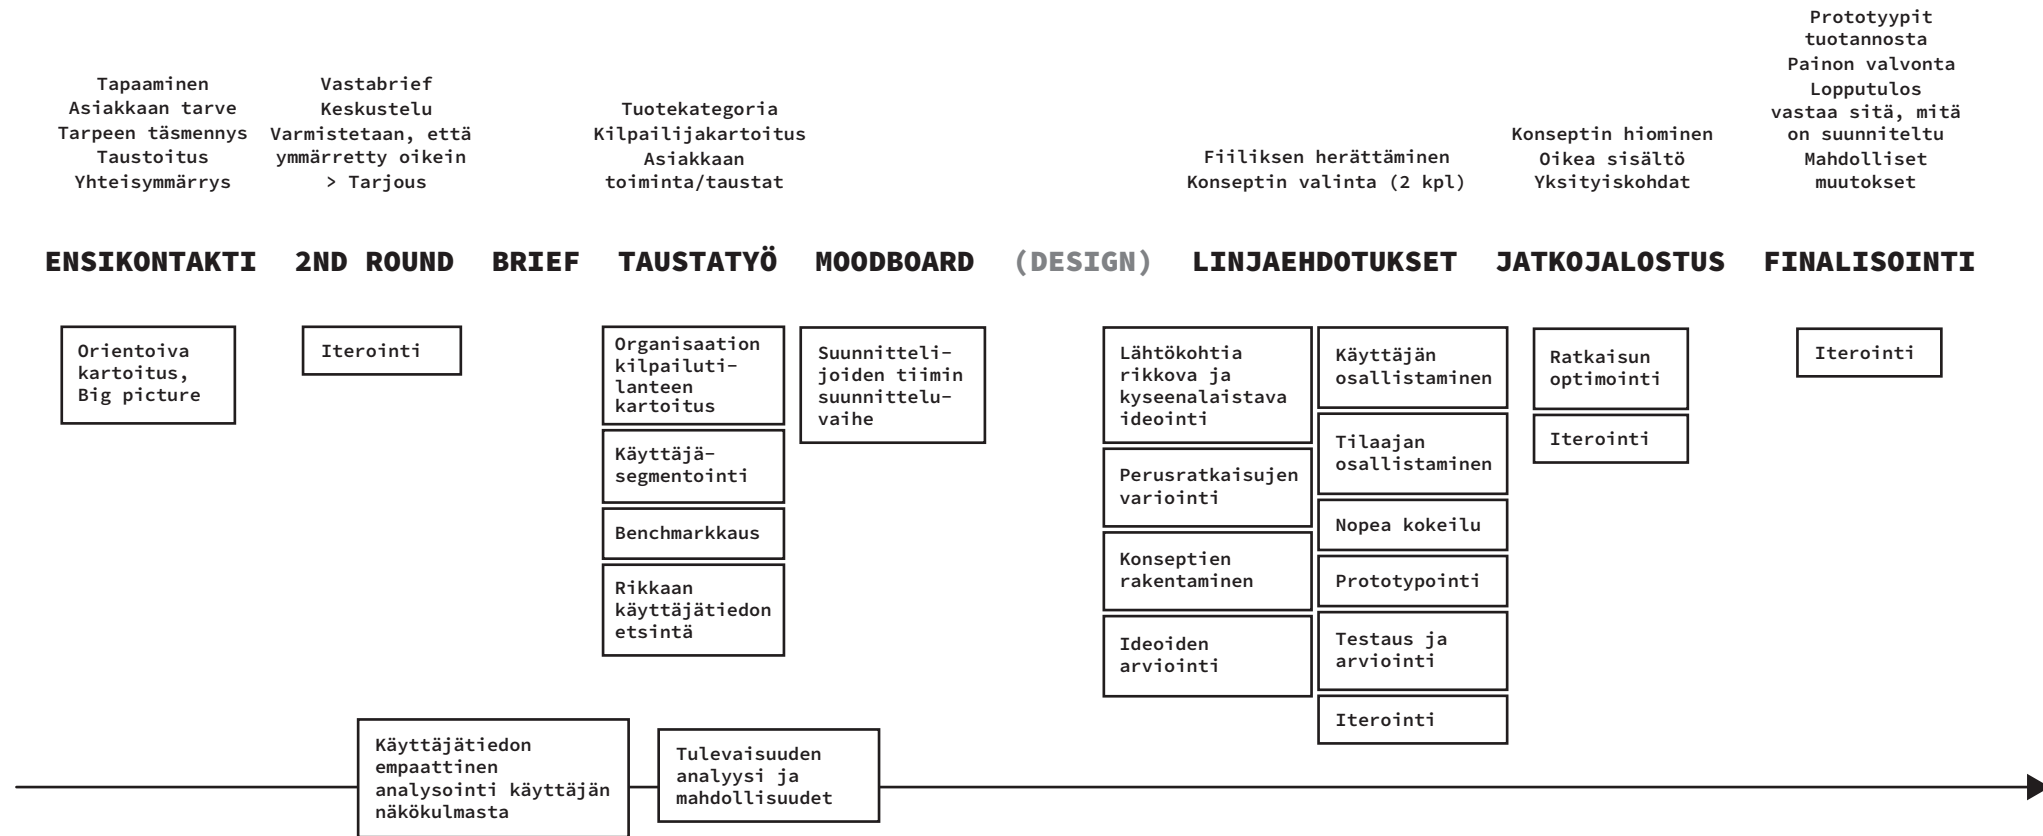 Tapaaminen
Asiakkaan tarve
Tarpeen täsmennys
Taustoitus
Yhteisymmärrys
Vastabrief
Keskustelu
Varmistetaan, että
ymmärretty oikein
> Tarjous
Tuotekategoria
Kilpailijakartoitus
Asiakkaan
toiminta/taustat
Fiiliksen herättäminen
Konseptin valinta (2 kpl)
Konseptin hiominen
Oikea sisältö
Yksityiskohdat
Prototyypit
tuotannosta
Painon valvonta
Lopputulos
vastaa sitä, mitä
on suunniteltu
Mahdolliset
muutokset
ENSIKONTAKTI 2ND ROUND BRIEF TAUSTATYÖ MOODBOARD (DESIGN) LINJAEHDOTUKSET JATKOJALOSTUS FINALISOINTI
Orientoiva
kartoitus,
Big picture
Iterointi
Organisaation
kilpailuti-
lanteen
kartoitus
Käyttäjä-
segmentointi
Benchmarkkaus
Rikkaan
käyttäjätiedon
etsintä
Suunnitteli-
joiden tiimin
suunnittelu-
vaihe
Lähtökohtia
rikkova ja
kyseenalaistava
ideointi
Perusratkaisujen
variointi
Konseptien
rakentaminen
Ideoiden
arviointi
Käyttäjän
osallistaminen
Tilaajan
osallistaminen
Nopea kokeilu
Prototypointi
Testaus ja
arviointi
Iterointi
Ratkaisun
optimointi
Iterointi
Iterointi
Käyttäjätiedon
empaattinen
analysointi käyttäjän
näkökulmasta
Tulevaisuuden
analyysi ja
mahdollisuudet